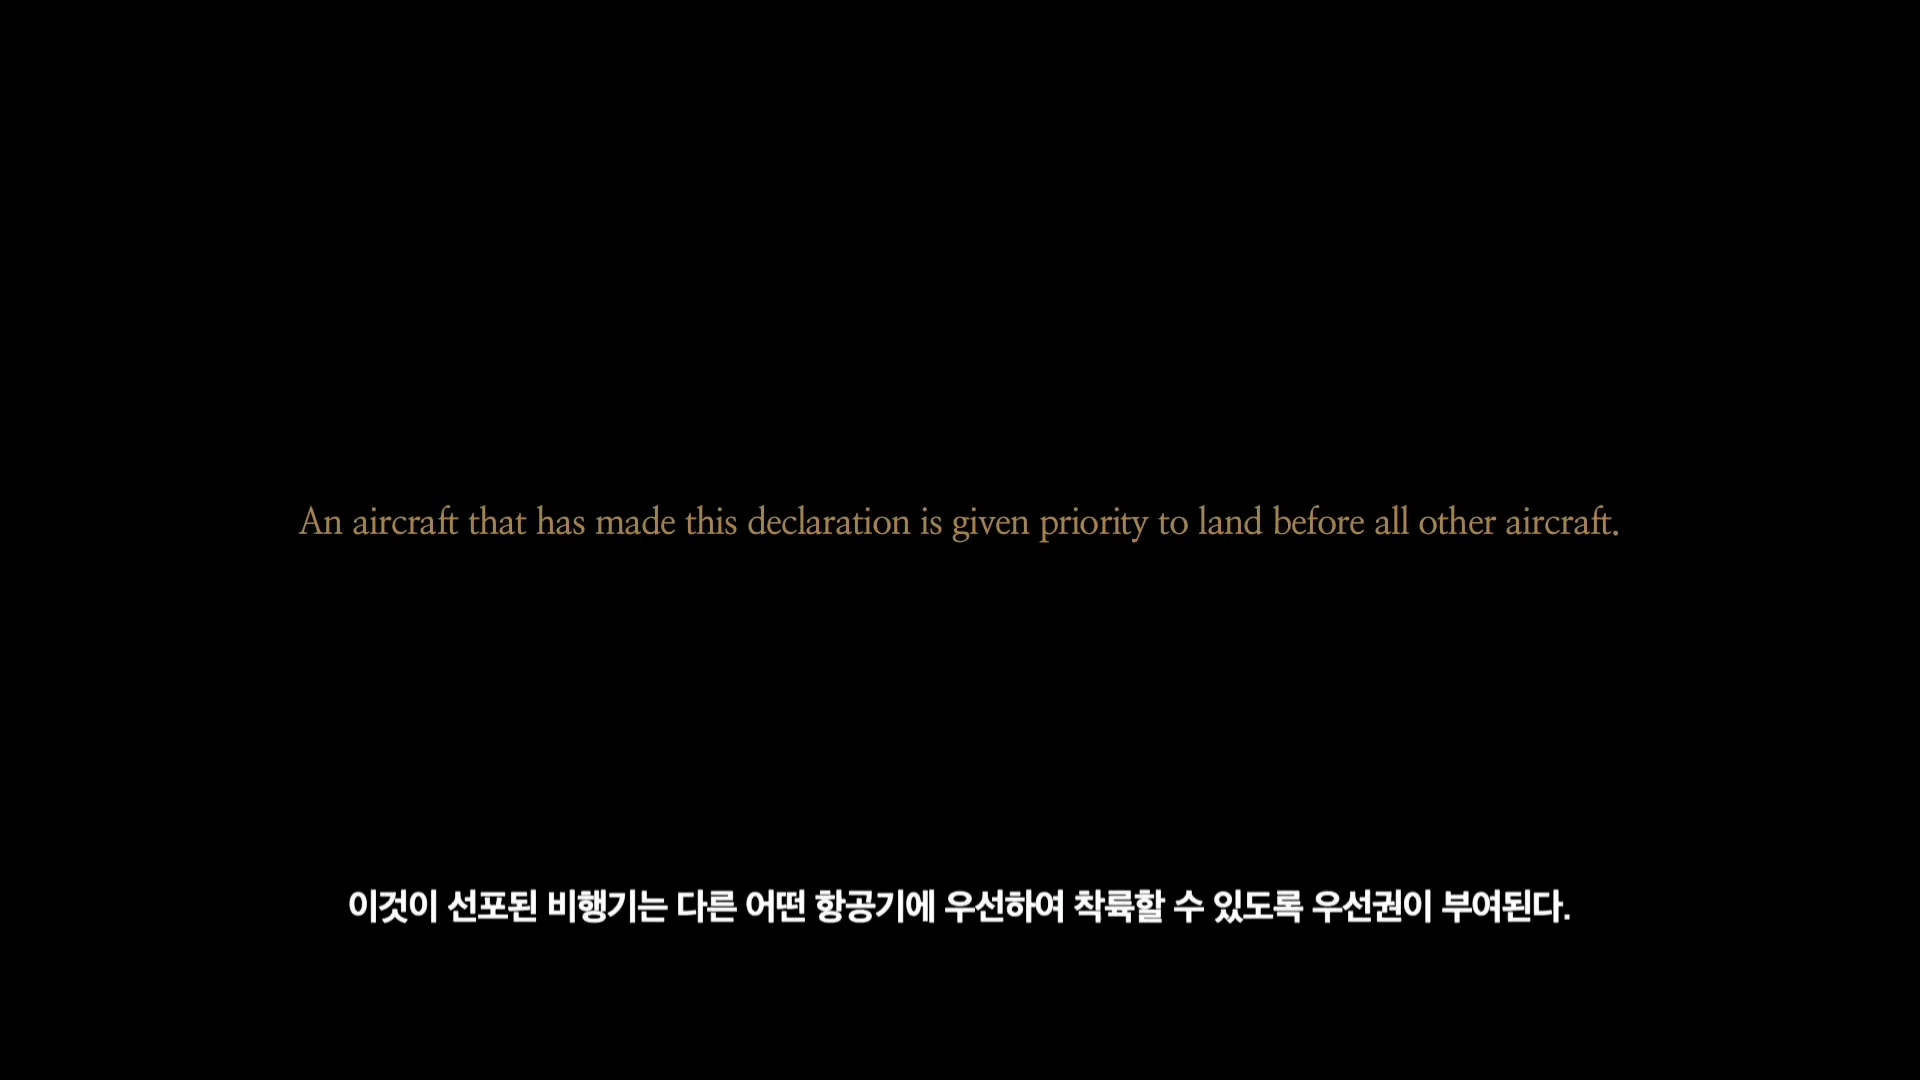 An aircraft that has made this declaration is given priority to land before all other aircraft.
이것이 선포된 비행기는 다른 어떤 항공기에 우선하여 착륙할 수 있도록 우선권이 부여된다.